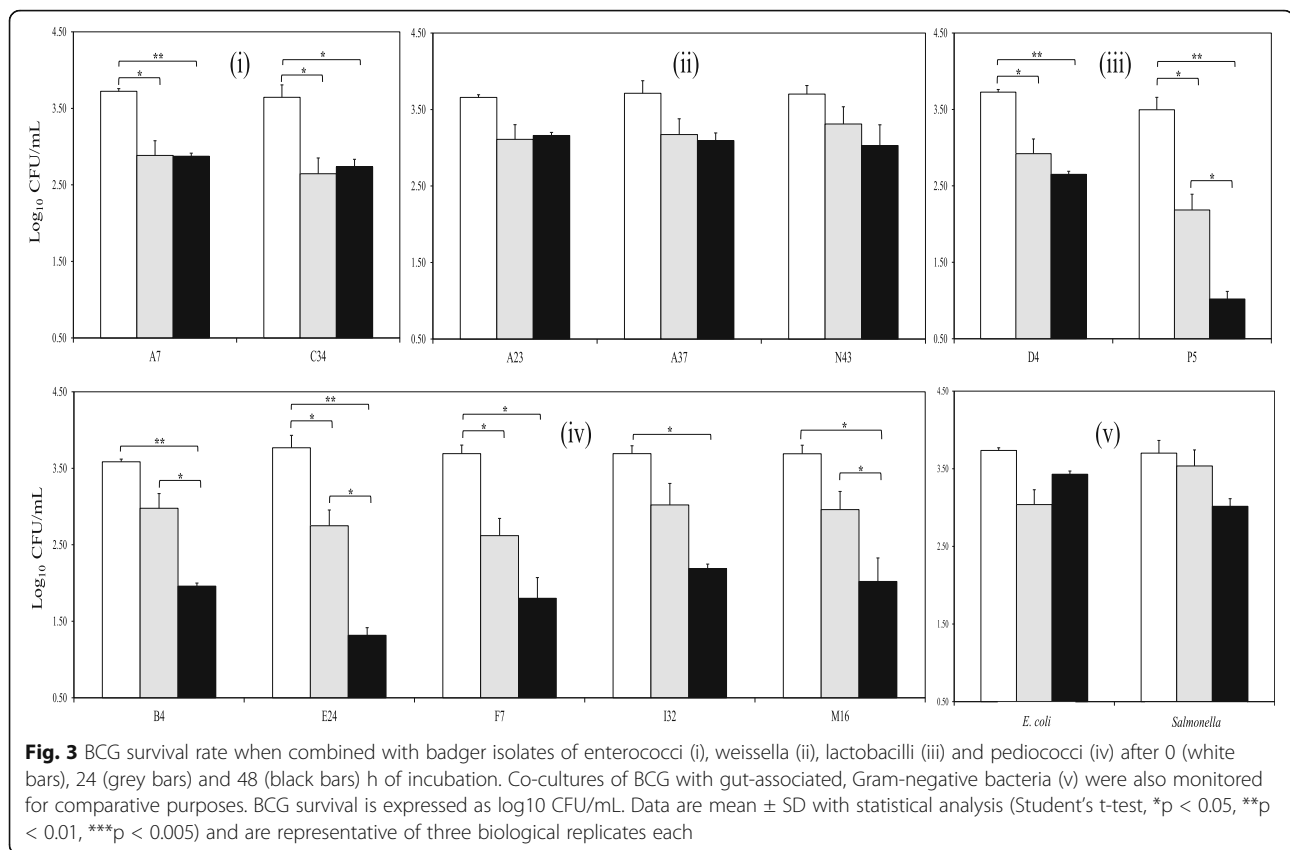 4.50
3.50
2.50
1.50
0.50
Log₁₀ CFU/mL
**
*
(i)
*
*
A7
C34
4.50
3.50
2.50
1.50
0.50
(ii)
A23
A37
N43
4.50
3.50
2.50
1.50
0.50
**
*
(iii)
**
*
*
D4
P5
4.50
3.50
2.50
1.50
0.50
Log₁₀ CFU/mL
**
*
**
*
*
*
*
(iv)
*
*
*
B4
E24
F7
I32
M16
4.50
3.50
2.50
1.50
0.50
(v)
E. coli
Salmonella
Fig. 3 BCG survival rate when combined with badger isolates of enterococci (i), weissella (ii), lactobacilli (iii) and pediococci (iv) after 0 (white
bars), 24 (grey bars) and 48 (black bars) h of incubation. Co-cultures of BCG with gut-associated, Gram-negative bacteria (v) were also monitored
for comparative purposes. BCG survival is expressed as log10 CFU/mL. Data are mean ± SD with statistical analysis (Student's t-test, *p < 0.05, **p
< 0.01, ***p < 0.005) and are representative of three biological replicates each